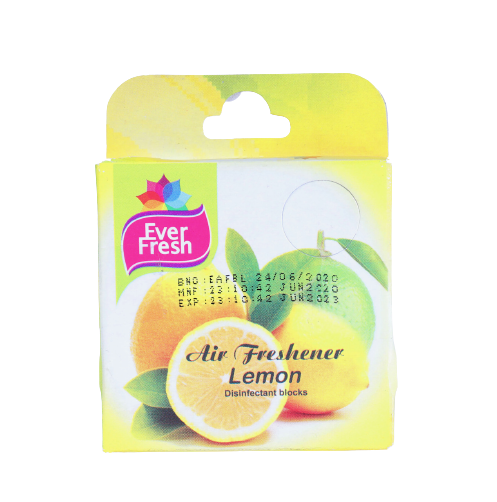 Ever
Fresh
BNO:EAFBL 24/06/2020
MNF :23:10:42 JUN2020
EXP :23:10:42 JUN2023
Air Freshener
Lemon
Disinfectant blocks